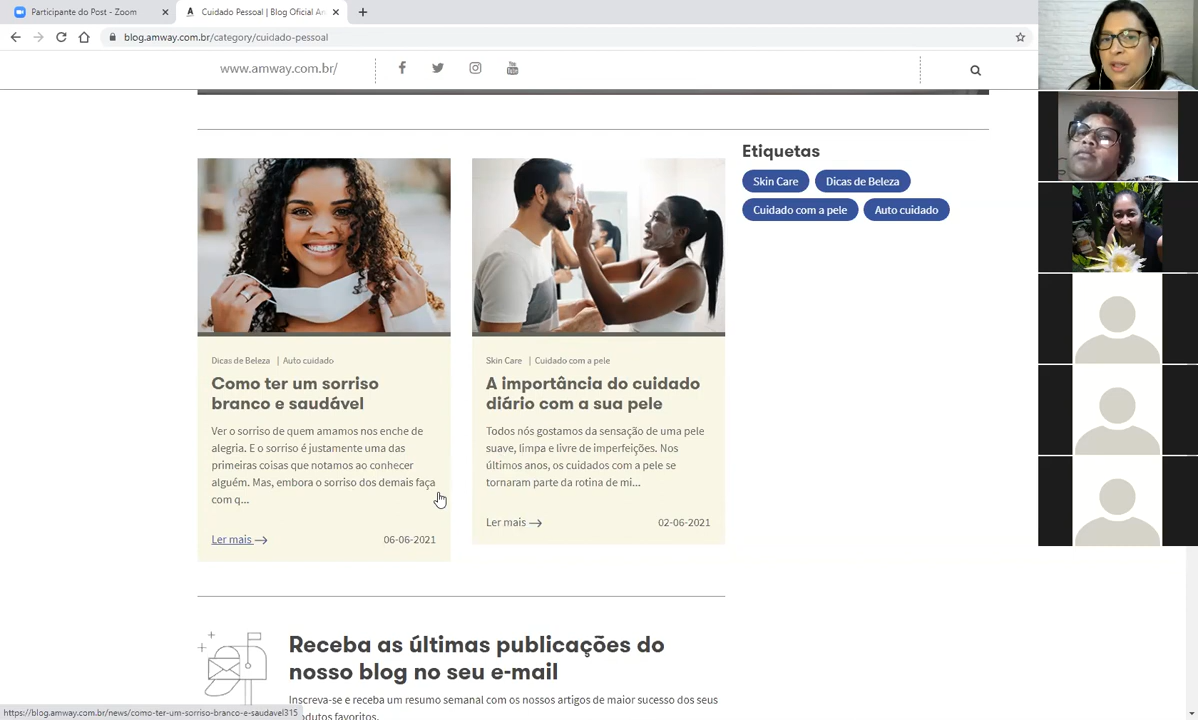 Participante do Post - Zoom
Cuidado Pessoal | Blog Oficial Am
blog.amway.com.br/category/cuidado-pessoal
www.amway.com.br/
Etiquetas
Skin Care
Dicas de Beleza
Cuidado com a pele
Auto cuidado
Dicas de Beleza | Auto cuidado
Como ter um sorriso
branco e saudável
Ver o sorriso de quem amamos nos enche de
alegria. E o sorriso é justamente uma das
primeiras coisas que notamos ao conhecer
alguém. Mas, embora o sorriso dos demais faça
com q...
Ler mais
06-06-2021
Skin Care | Cuidado com a pele
A importância do cuidado
diário com a sua pele
Todos nós gostamos da sensação de uma pele
suave, limpa e livre de imperfeições. Nos
últimos anos, os cuidados com a pele se
tornaram parte da rotina de mi...
Ler mais
02-06-2021
Receba as últimas publicações do
nosso blog no seu e-mail
Inscreva-se e receba um resumo semanal com os nossos artigos de maior sucesso dos seus
produtos favoritos.
https://blog.amway.com.br/news/como-ter-um-sorriso-branco-e-saudavel315